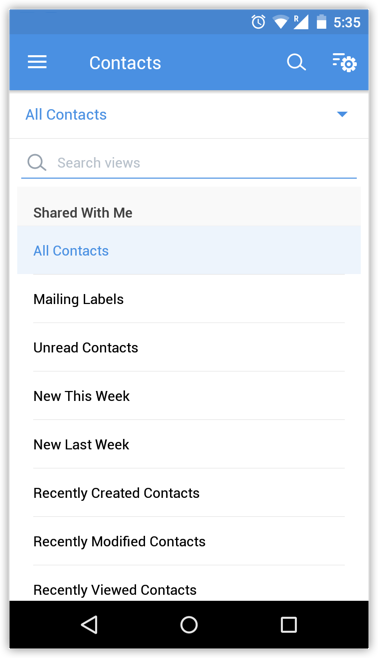 R 5:35
Contacts
All Contacts
Search views
Shared With Me
All Contacts
Mailing Labels
Unread Contacts
New This Week
New Last Week
Recently Created Contacts
Recently Modified Contacts
Recently Viewed Contacts